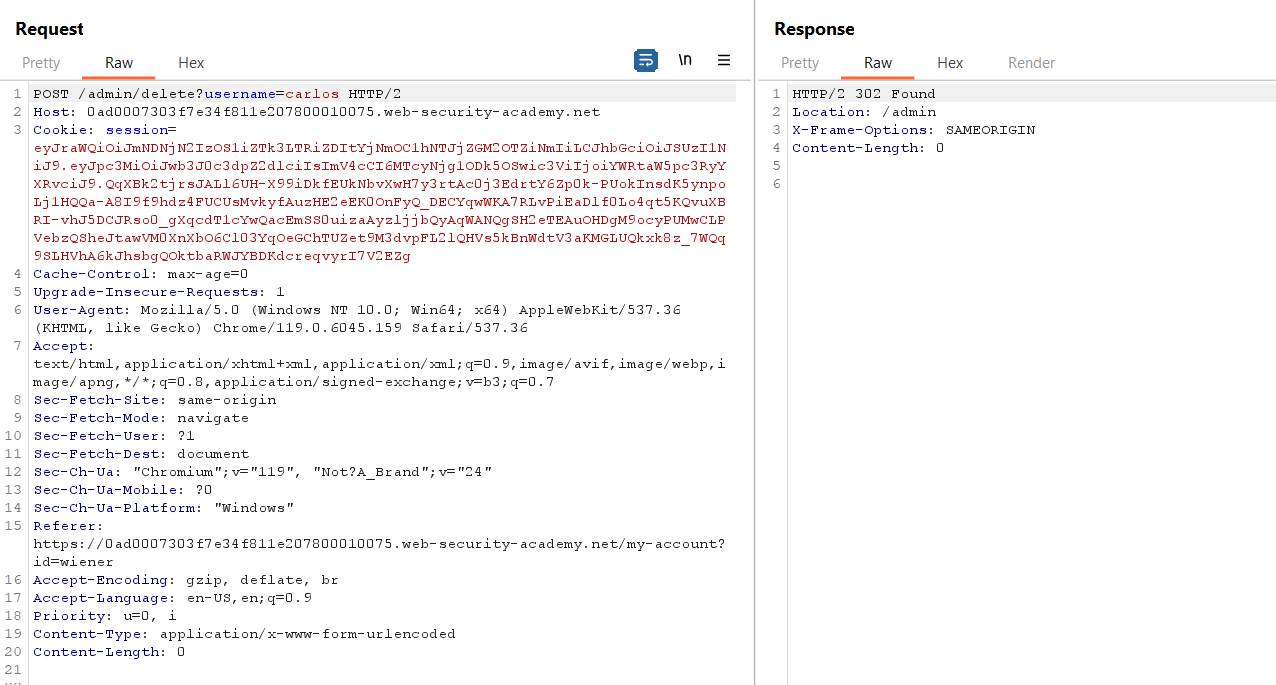 Request
Pretty Raw Hex \n
1 POST /admin/delete?username=carlos HTTP/2
2 Host: 0ad0007303f7e34f811e207800010075.web-security-academy.net
3 Cookie: session=
4 Cache-Control: max-age=0
5 Upgrade-Insecure-Requests: 1
6 User-Agent: Mozilla/5.0 (Windows NT 10.0; Win64; x64) AppleWebKit/537.36
(KHTML, like Gecko) Chrome/119.0.6045.159 Safari/537.36
7 Accept:
text/html,application/xhtml+xml,application/xml;q=0.9,image/avif,image/webp,i
mage/apng,*/*;q=0.8,application/signed-exchange;v=b3;q=0.7
8 Sec-Fetch-Site: same-origin
9 Sec-Fetch-Mode: navigate
10 Sec-Fetch-User: ?1
11 Sec-Fetch-Dest: document
12 Sec-Ch-Ua: "Chromium";v="119", "Not?A_Brand";v="24"
13 Sec-Ch-Ua-Mobile: ?0
14 Sec-Ch-Ua-Platform: "Windows"
15 Referer:
https://0ad0007303f7e34f811e207800010075.web-security-academy.net/my-account?
id=wiener
16 Accept-Encoding: gzip, deflate, br
17 Accept-Language: en-US,en;q=0.9
18 Priority: u=0, i
19 Content-Type: application/x-www-form-urlencoded
20 Content-Length: 0
21
Response
Pretty Raw Hex Render
1 HTTP/2 302 Found
2 Location: /admin
3 X-Frame-Options: SAMEORIGIN
4 Content-Length: 0
5
6